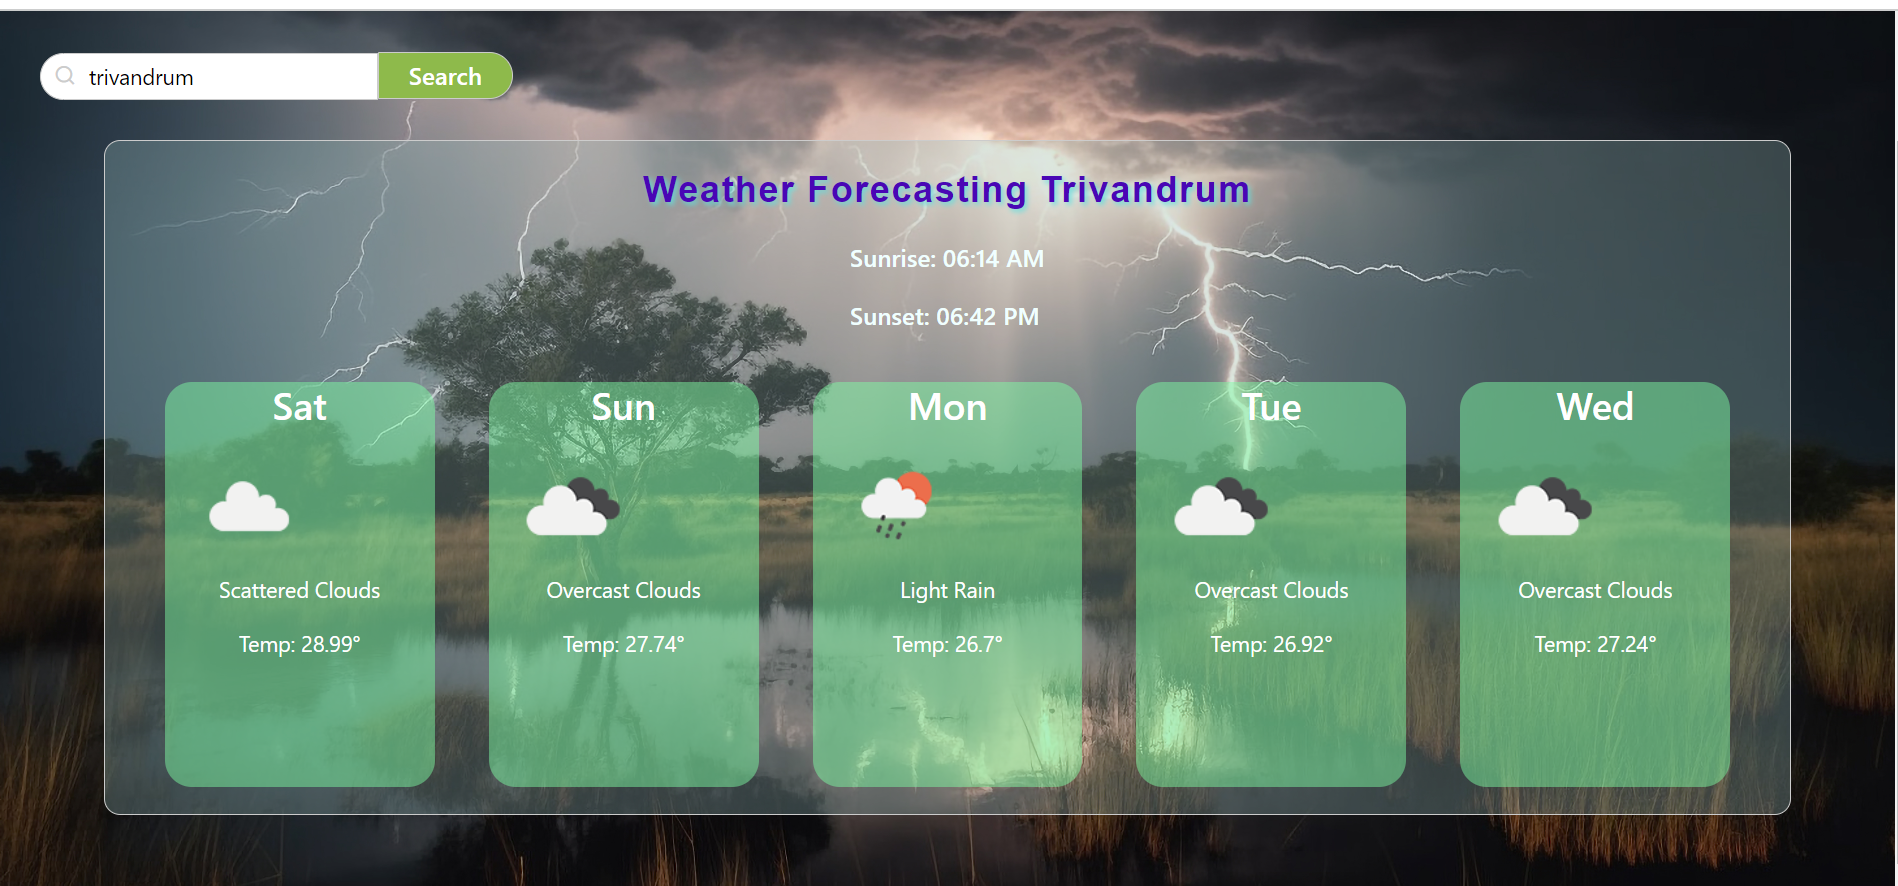 trivandrum
Search
Weather Forecasting Trivandrum
Sunrise: 06:14 AM
Sunset: 06:42 PM
Sat
Scattered Clouds
Temp: 28.99°
Sun
Overcast Clouds
Temp: 27.74°
Mon
Light Rain
Temp: 26.7°
Tue
Overcast Clouds
Temp: 26.92°
Wed
Overcast Clouds
Temp: 27.24°